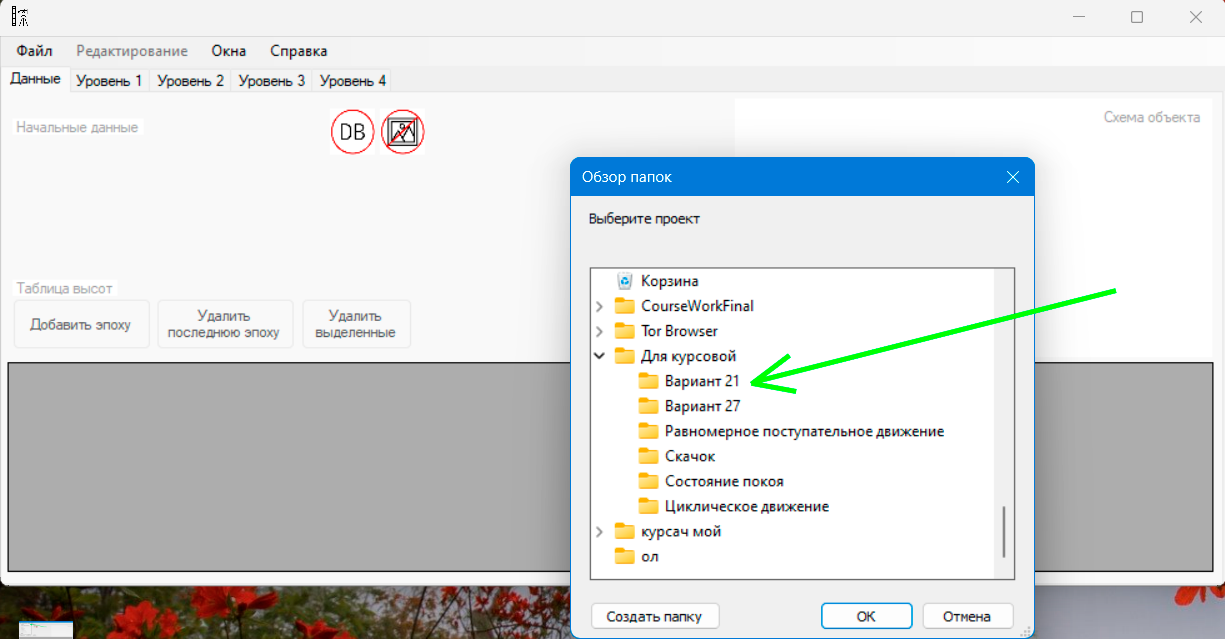 Файл Редактирование Окна Справка
Данные Уровень 1 Уровень 2 Уровень 3 Уровень 4
Начальные данные
DB
Схема объекта
Таблица высот
Добавить эпоху
Удалить
последнюю эпоху
Удалить
выделенные
Обзор папок
Выберите проект
Корзина
CourseWorkFinal
Tor Browser
Для курсовой
Вариант 21
Вариант 27
Равномерное поступательное движение
Скачок
Состояние покоя
Циклическое движение
курсач мой
ол
Создать папку ОК Отмена